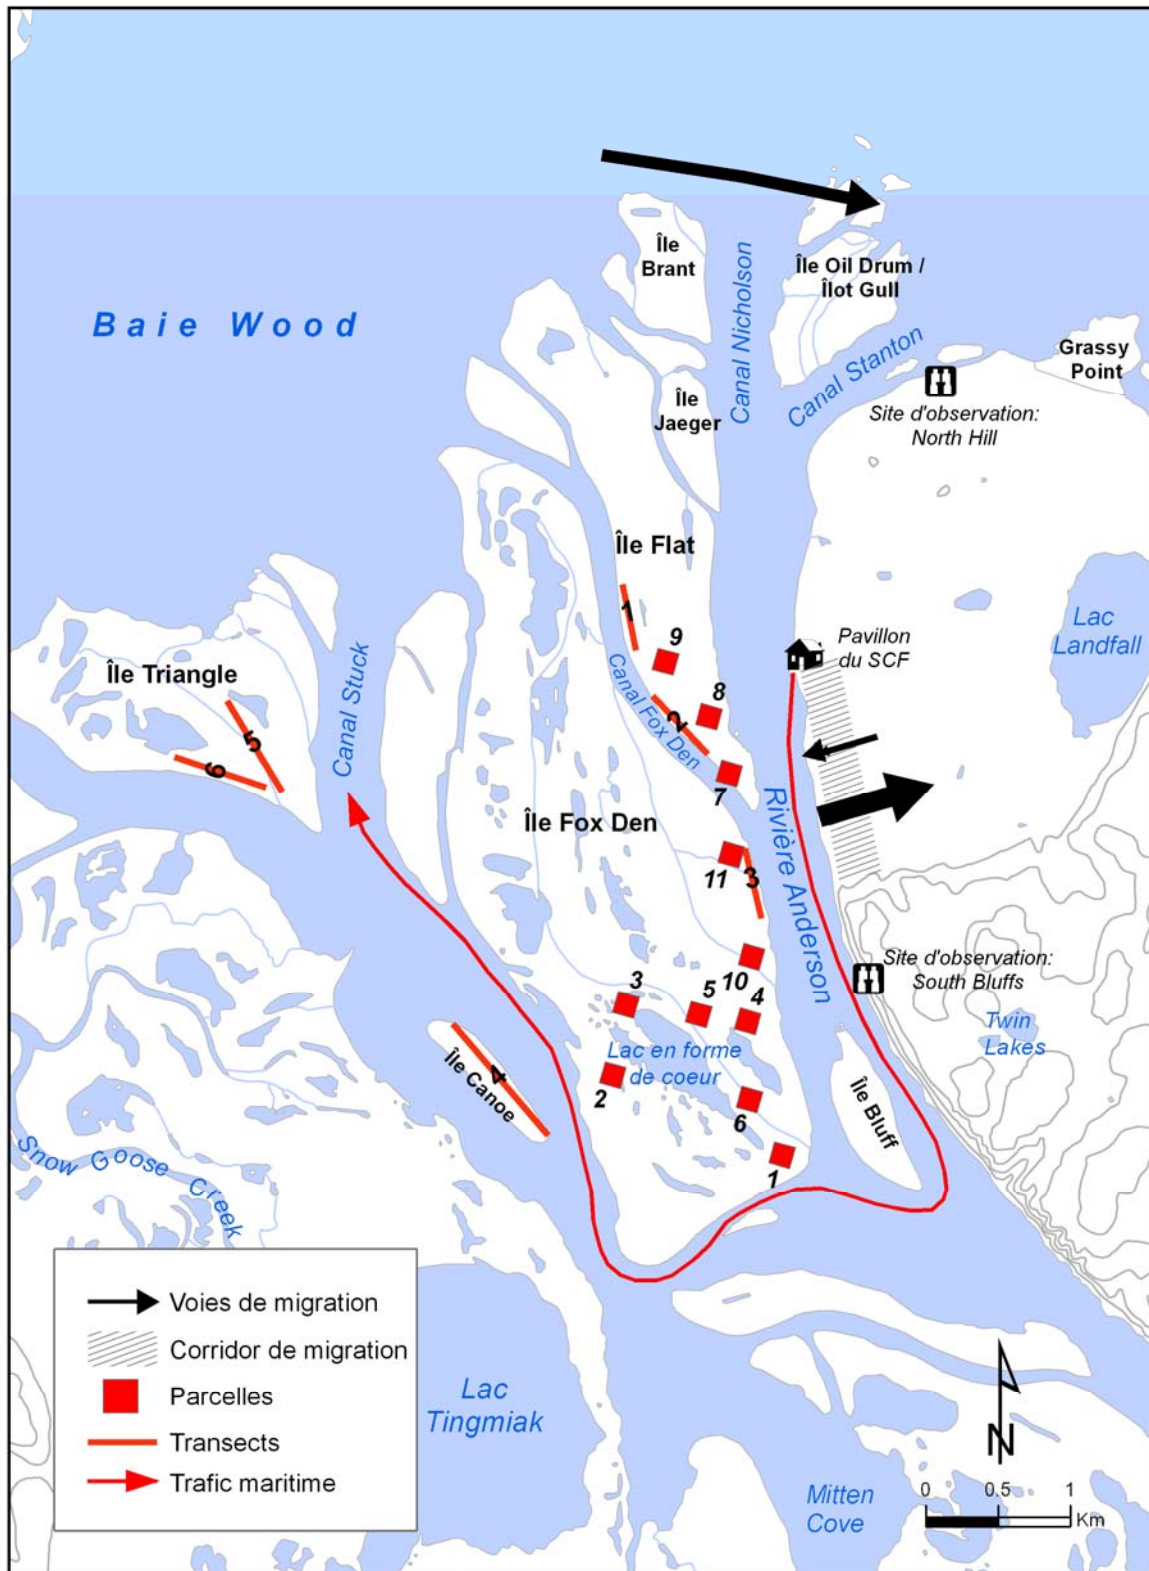 Île
Brant
Canal Nicholson
Île Oil Drum /
Îlot Gull
Baie Wood
Canal Stanton
Grassy
Point
Site d'observation:
North Hill
Île
Jaeger
Île Flat
1
9
Canal Fox Den
Pavillon
du SCF
Lac
Landfall
Île Triangle
Canal Stuck
5
6
8
2
7
Île Fox Den
Rivière Anderson
11
3
Site d'observation:
South Bluffs
10
3
5
4
Twin
Lakes
Lac en forme
de coeur
2
4
Île Canoe
6
Île Bluff
1
Snow Goose Creek
Voies de migration
Corridor de migration
Parcelles
Transects
Trafic maritime
Lac
Tingmiak
N
Mitten
Cove
0 0.5 1
Km